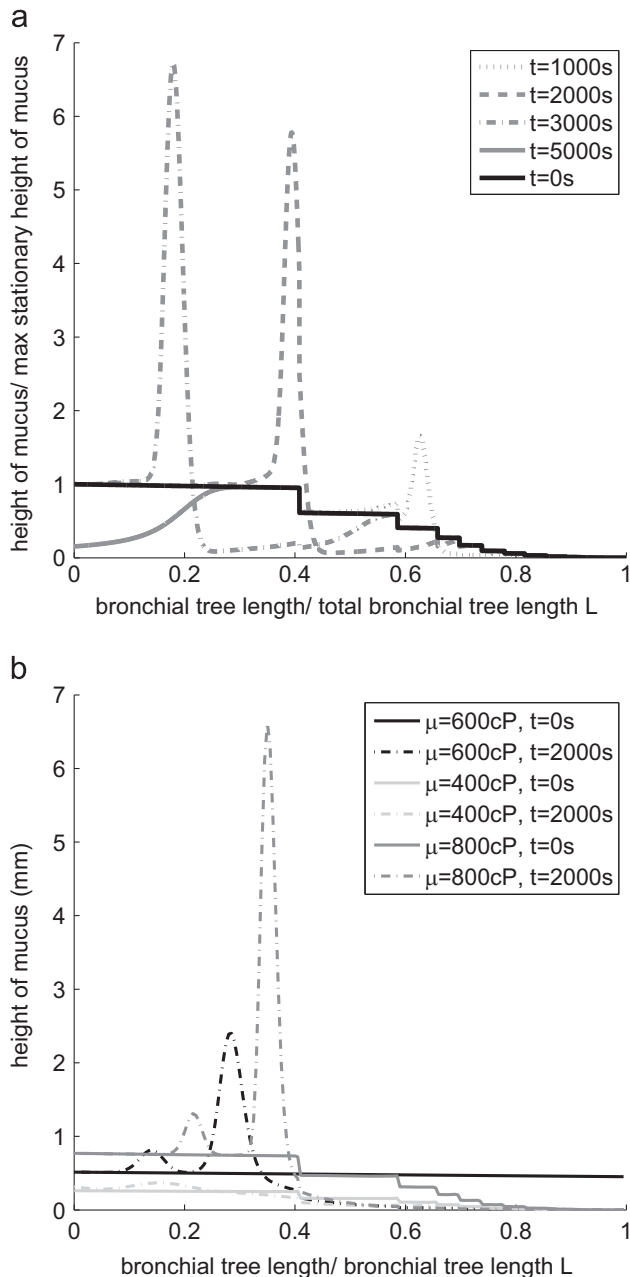 a
height of mucus/ max stationary height of mucus
7
6
5
4
3
2
1
0
0
0.2
0.4
0.6
0.8
1
bronchial tree length/ total bronchial tree length L
t=1000s
t=2000s
t=3000s
t=5000s
t=0s
b
height of mucus (mm)
7
6
5
4
3
2
1
0
0
0.2
0.4
0.6
0.8
1
bronchial tree length/ bronchial tree length L
μ=600cP, t=0s
μ=600cP, t=2000s
μ=400cP, t=0s
μ=400cP, t=2000s
μ=800cP, t=0s
μ=800cP, t=2000s